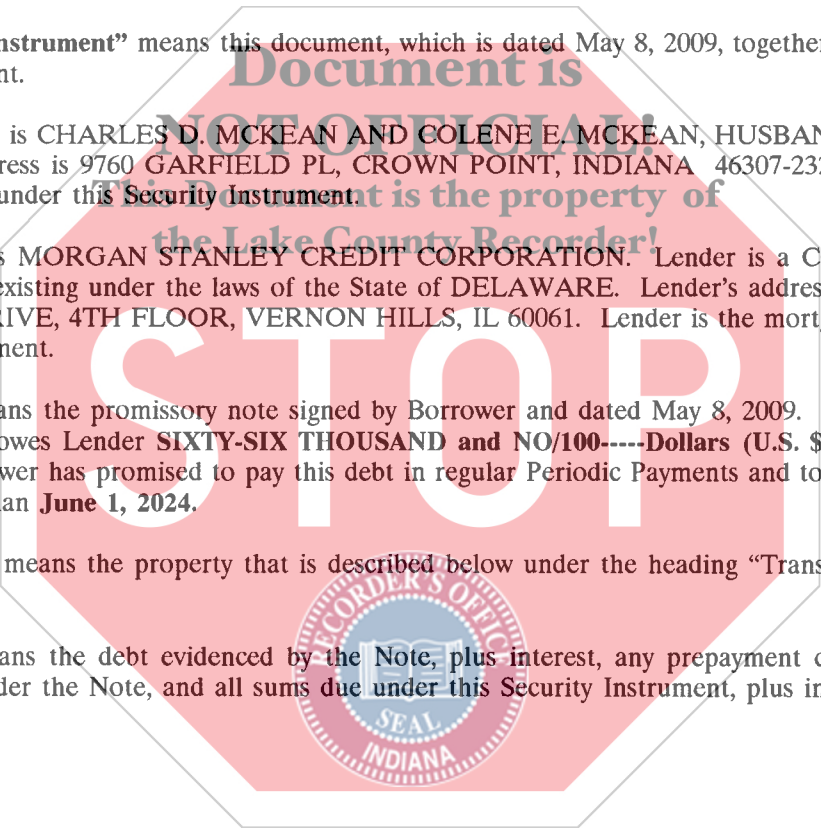 nstrument” means this document, which is dated May 8, 2009, together
nt.
Document is
NOT OFFICIAL!
This Document is the property of
the Lake County Recorder!
is CHARLES D. MCKEAN AND COLENE E. MCKEAN, HUSBAN
ress is 9760 GARFIELD PL, CROWN POINT, INDIANA 46307-232
under this Security Instrument.
s MORGAN STANLEY CREDIT CORPORATION. Lender is a C
existing under the laws of the State of DELAWARE. Lender's addres
RIVE, 4TH FLOOR, VERNON HILLS, IL 60061. Lender is the mort
ment.
STOP
ans the promissory note signed by Borrower and dated May 8, 2009.
owes Lender SIXTY-SIX THOUSAND and NO/100-----Dollars (U.S. $
wer has promised to pay this debt in regular Periodic Payments and to
an June 1, 2024.
means the property that is described below under the heading “Trans
ans the debt evidenced by the Note, plus interest, any prepayment c
der the Note, and all sums due under this Security Instrument, plus in
RECORDER'S OFFICE
SEAL
INDIANA